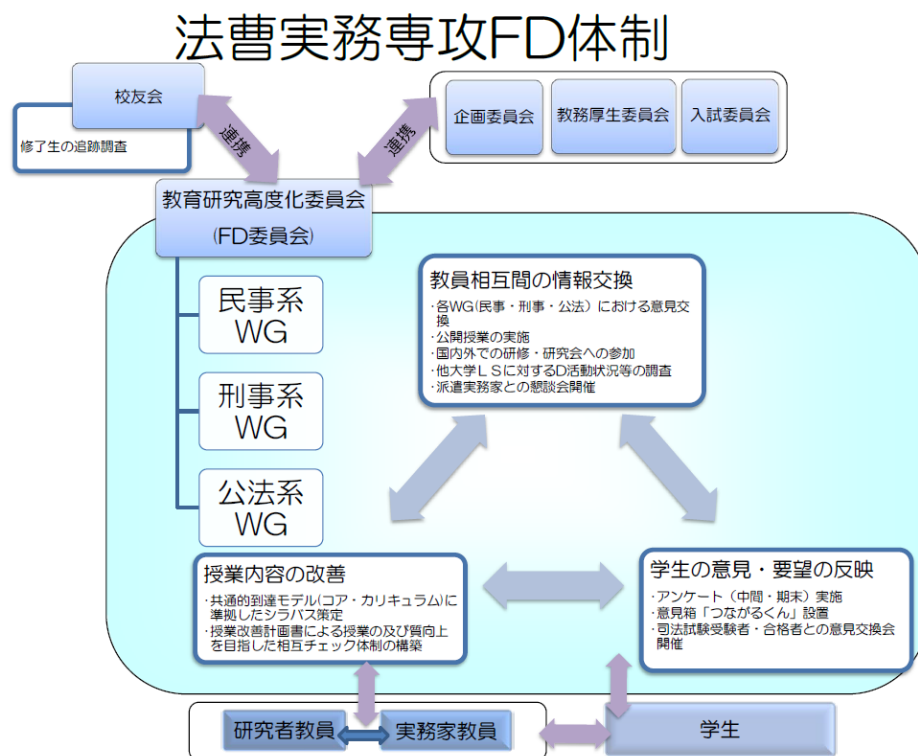 法曹実務専攻FD体制
校友会
修了生の追跡調査
連携
連携
企画委員会
教務厚生委員会
入試委員会
教育研究高度化委員会
(FD委員会)
民事系
WG
刑事系
WG
公法系
WG
教員相互間の情報交換
・各WG(民事・刑事・公法)における意見交
換
・公開授業の実施
・国内外での研修・研究会への参加
・他大学LSに対するD活動状況等の調査
・派遣実務家との懇談会開催
授業内容の改善
・共通的到達モデル(コア・カリキュラム)に
準拠したシラバス策定
・授業改善計画書による授業の及び質向上
を目指した相互チェック体制の構築
学生の意見・要望の反映
・アンケート(中間・期末)実施
・意見箱「つながるくん」設置
・司法試験受験者・合格者との意見交換会
開催
研究者教員
実務家教員
学生